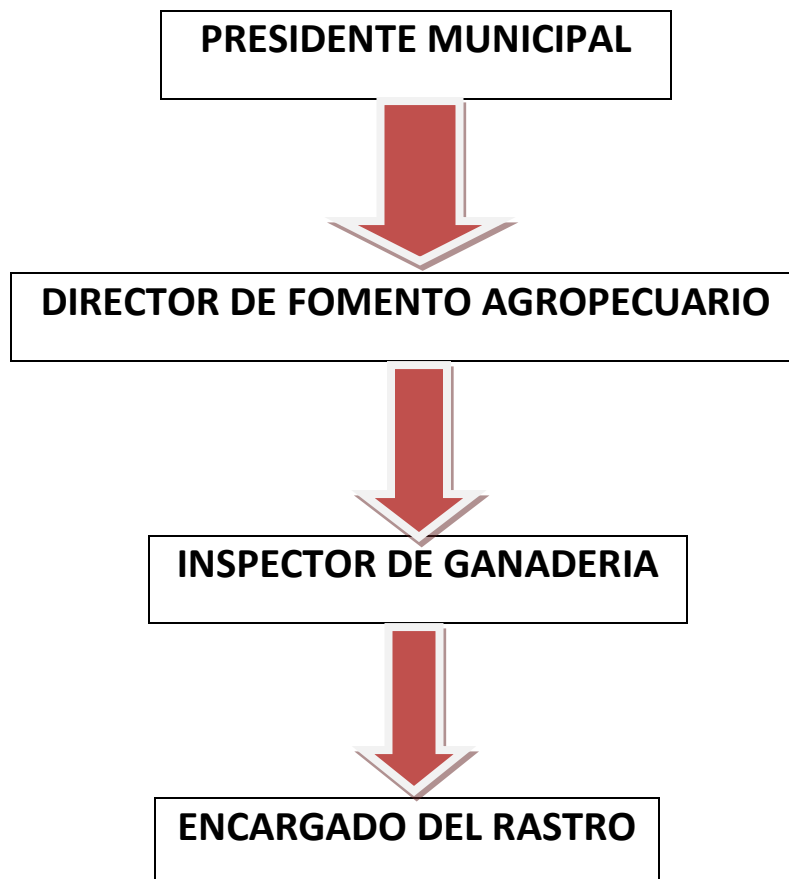 PRESIDENTE MUNICIPAL
DIRECTOR DE FOMENTO AGROPECUARIO
INSPECTOR DE GANADERIA
ENCARGADO DEL RASTRO